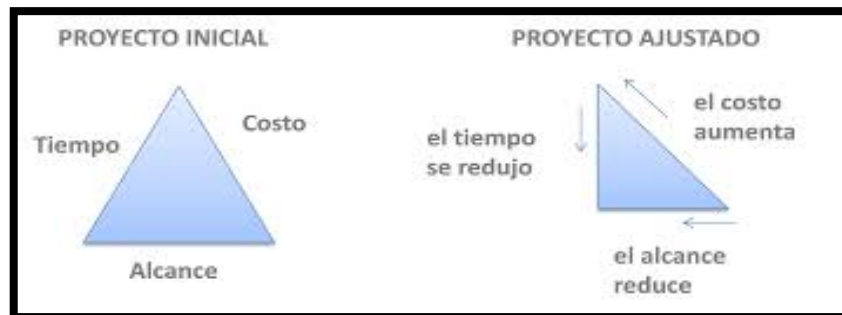 PROYECTO INICIAL
Tiempo
Costo
Alcance
PROYECTO AJUSTADO
el tiempo
se redujo
el costo
aumenta
el alcance
reduce